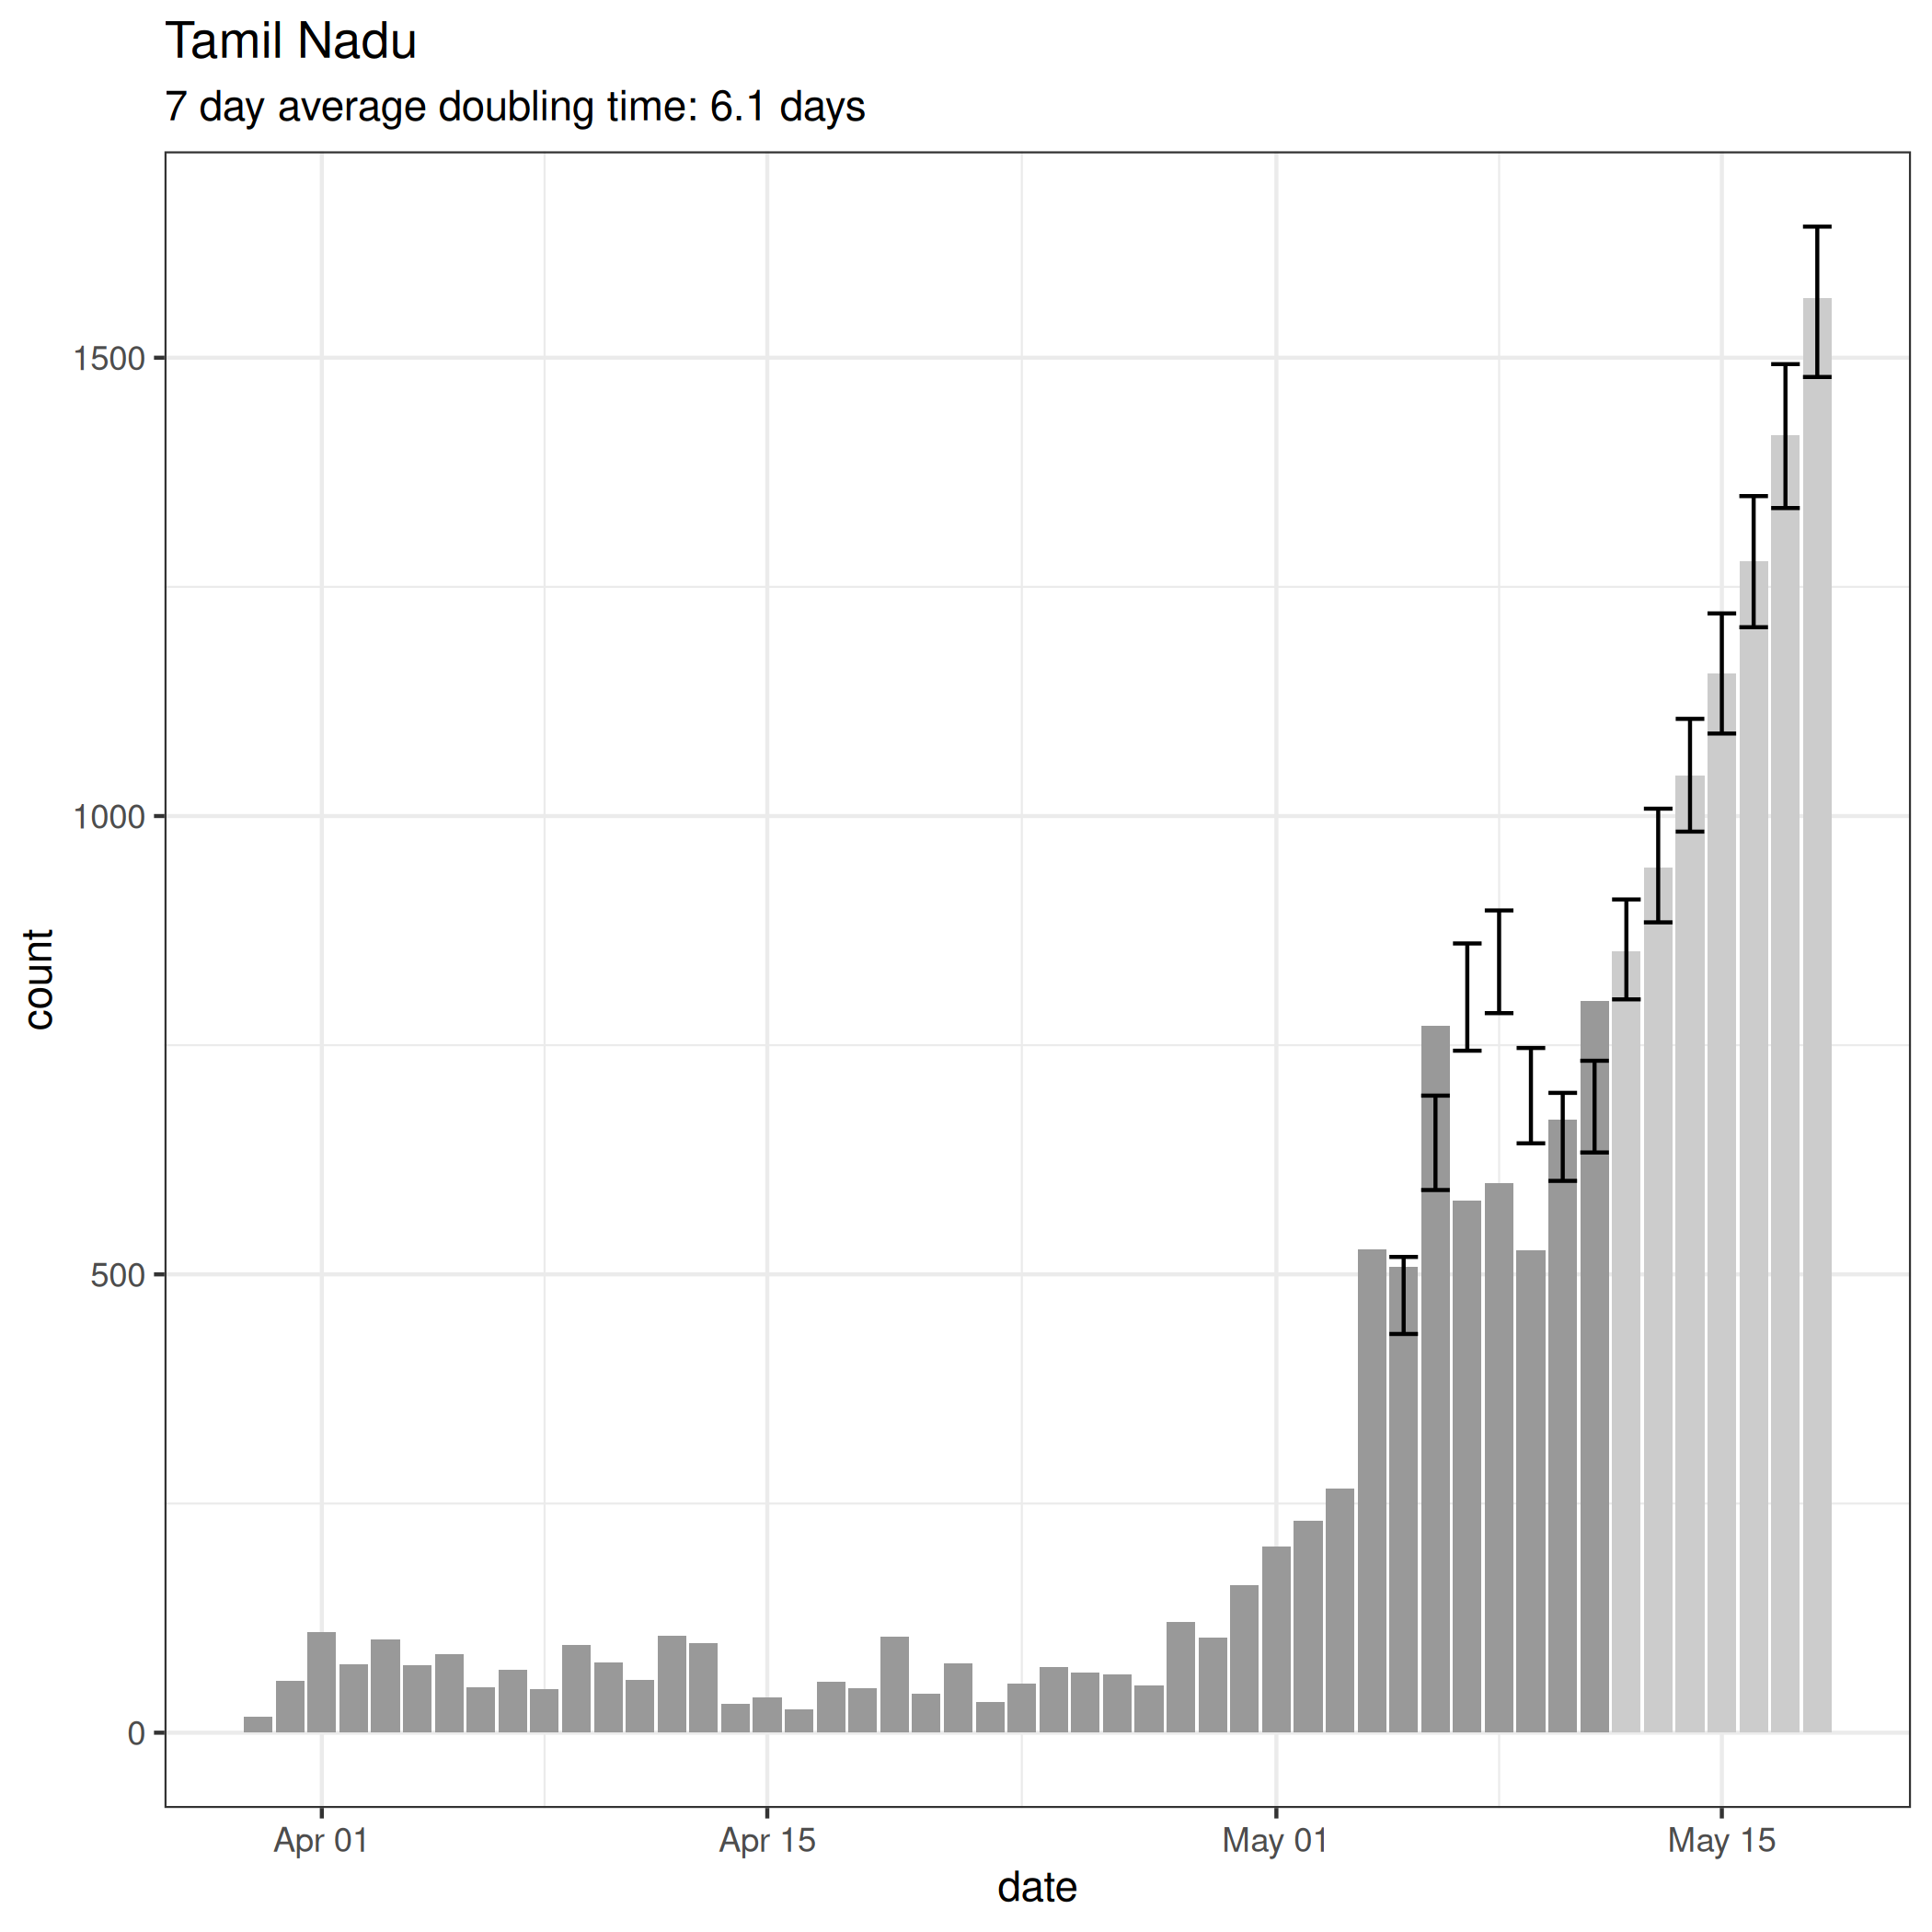 Tamil Nadu
7 day average doubling time: 6.1 days
1500
1000
500
0
count
Apr 01
Apr 15
May 01
May 15
date